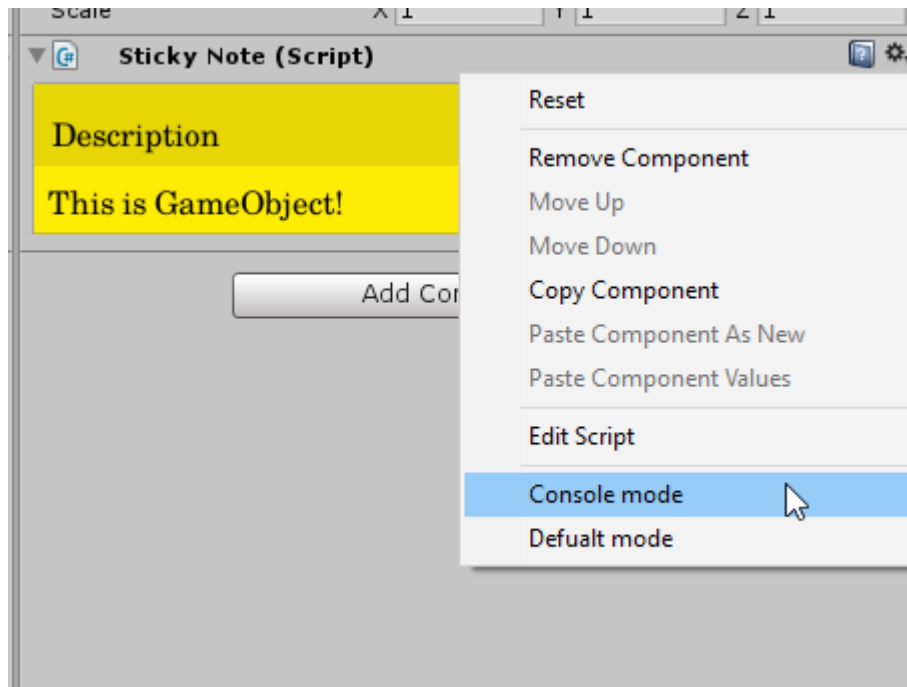 Scale X 1 Y 1 Z 1
Sticky Note (Script)
Description
This is GameObject!
Add
Reset
Remove Component
Move Up
Move Down
Copy Component
Paste Component As New
Paste Component Values
Edit Script
Console mode
Defualt mode